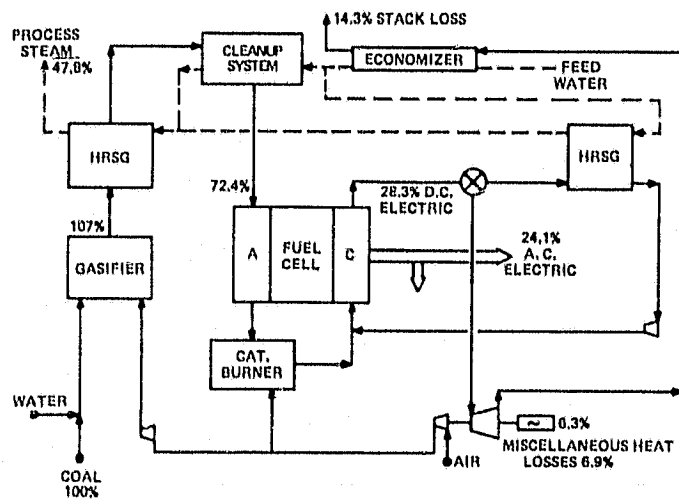 14.3% STACK LOSS
PROCESS
STEAM
47.8%
CLEANUP
SYSTEM
ECONOMIZER
FEED
WATER
HRSG
HRSG
72.4%
28.3% D.C.
ELECTRIC
107%
A
FUEL
CELL
C
24.1%
A.C.
ELECTRIC
GASIFIER
CAT.
BURNER
WATER
~
6.3%
MISCELLANEOUS HEAT
LOSSES 6.9%
AIR
COAL
100%